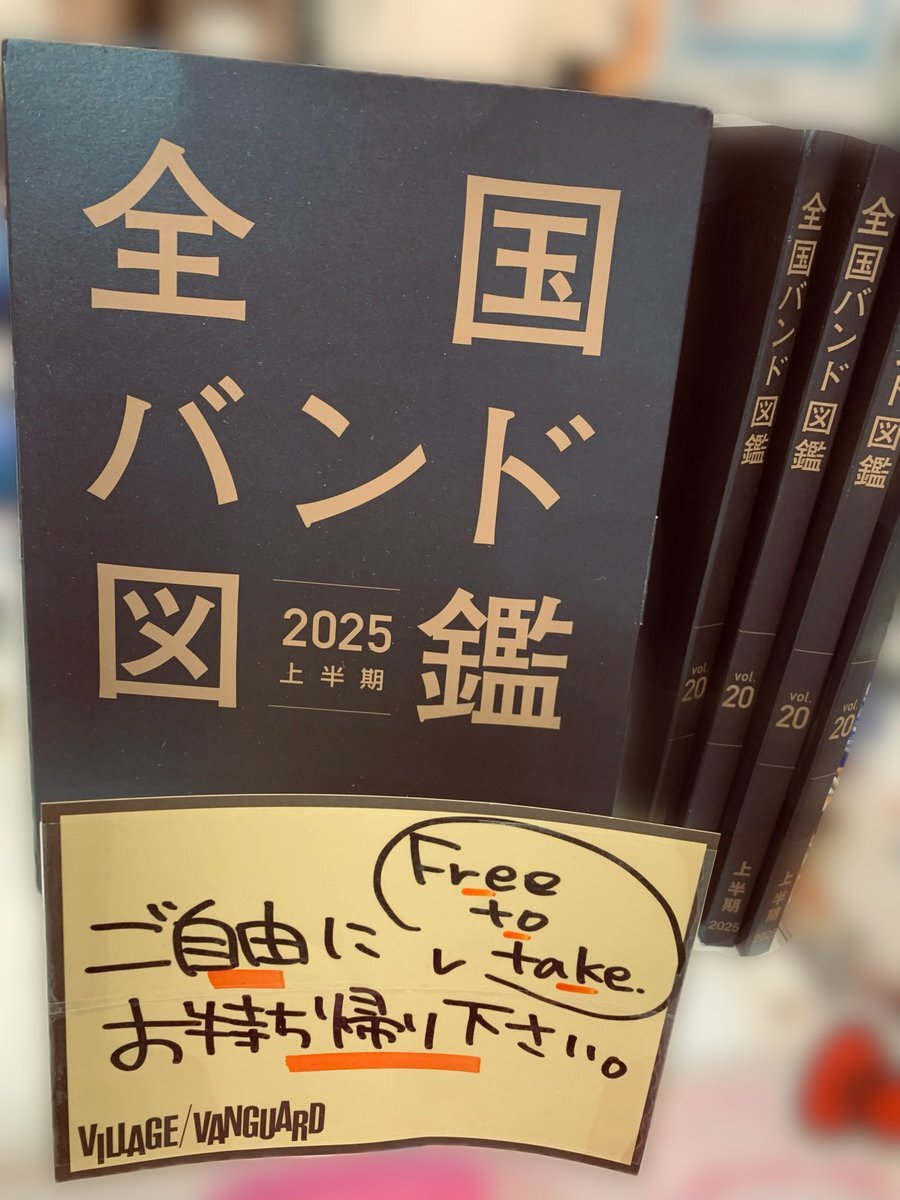 全国
バンド
図鑑
2025
上半期
全国バンド図鑑
vol.
20
上半期
2025
全国バンド図鑑
vol.
20
上半期
2025
図鑑
vol.
20
vol.
20
Free
to
take.
ご自由に
お持ち帰り下さい。
VILLAGE/VANGUARD